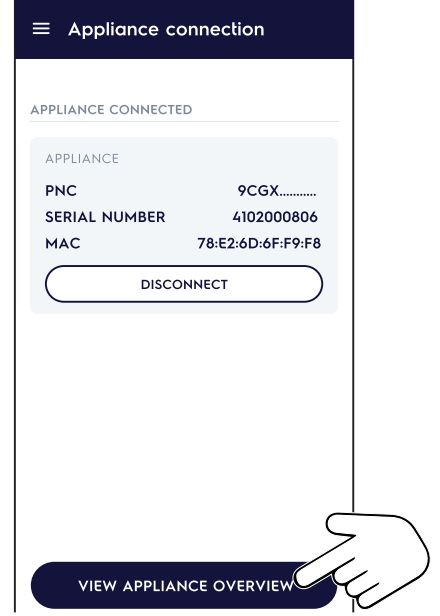 Appliance connection
APPLIANCE CONNECTED
APPLIANCE
PNC 9CGX...........
SERIAL NUMBER 4102000806
MAC 78:E2:6D:6F:F9:F8
DISCONNECT
VIEW APPLIANCE OVERVIEW